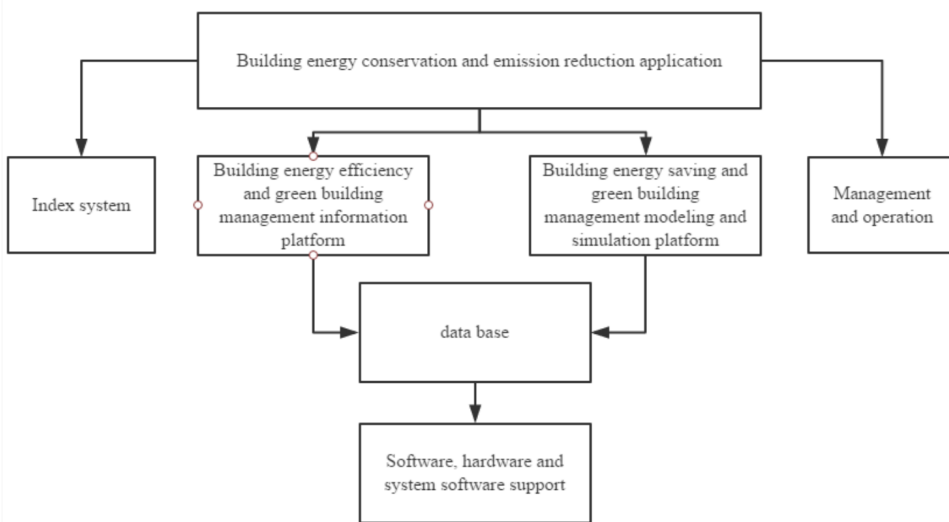 Building energy conservation and emission reduction application
Index system
Building energy efficiency
and green building
management information
platform
Building energy saving and
green building
management modeling and
simulation platform
Management
and operation
data base
Software, hardware and
system software support